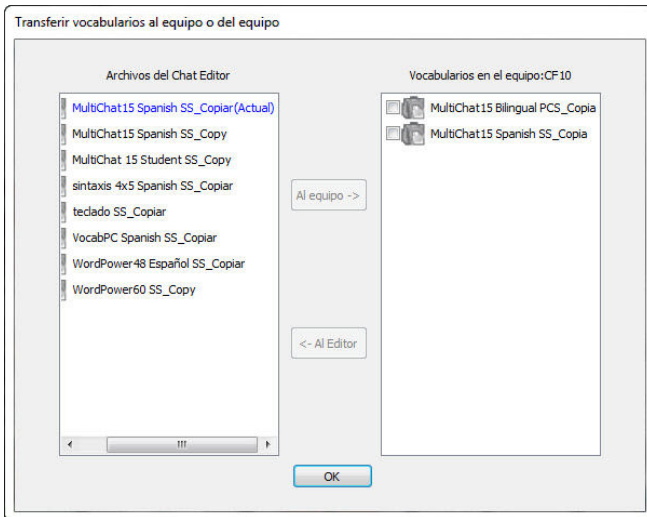 Transferir vocabularios al equipo o del equipo
Archivos del Chat Editor
MultiChat15 Spanish SS_Copiar(Actual)
MultiChat15 Spanish SS_Copy
MultiChat 15 Student SS_Copy
sintaxis 4x5 Spanish SS_Copiar
teclado SS_Copiar
VocabPC Spanish SS_Copiar
WordPower48 Español SS_Copiar
WordPower60 SS_Copy
Al equipo ->
<- Al Editor
Vocabularios en el equipo:CF10
MultiChat15 Bilingual PCS_Copia
MultiChat15 Spanish SS_Copia
OK